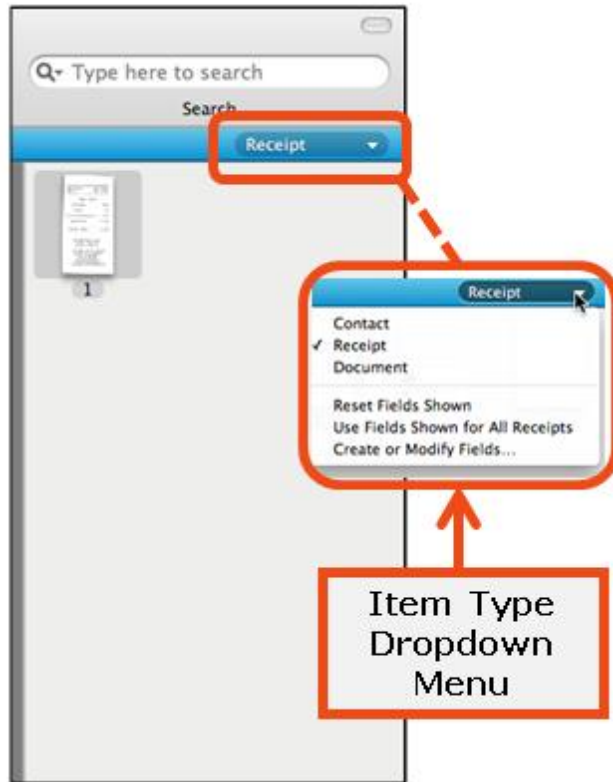 Type here to search
Search
Receipt
1
Receipt
Contact
✓ Receipt
Document
Reset Fields Shown
Use Fields Shown for All Receipts
Create or Modify Fields...
Item Type
Dropdown
Menu